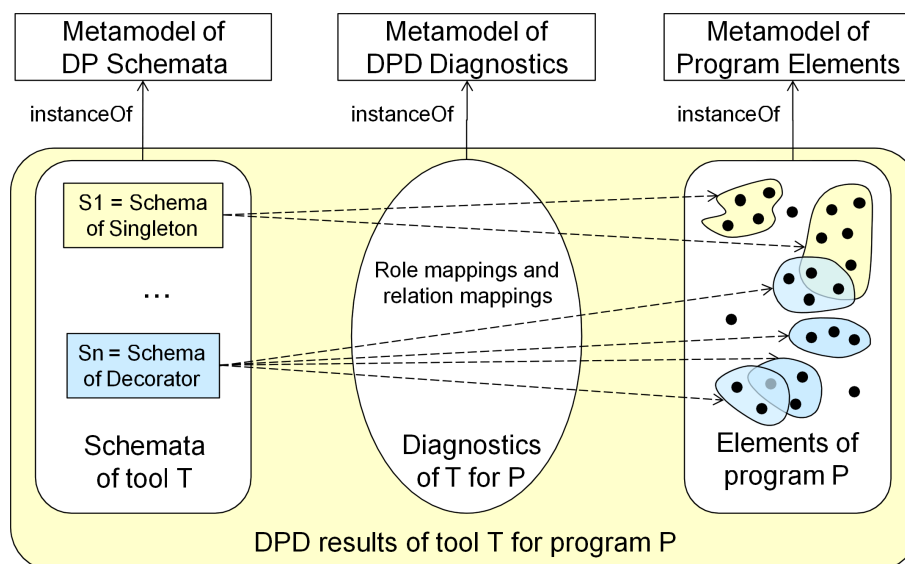 Metamodel of
DP Schemata
Metamodel of
DPD Diagnostics
Metamodel of
Program Elements
instanceOf
instanceOf
instanceOf
S1 = Schema
of Singleton
...
Sn = Schema
of Decorator
Schemata
of tool T
Role mappings and
relation mappings
Diagnostics
of T for P
Elements of
program P
DPD results of tool T for program P